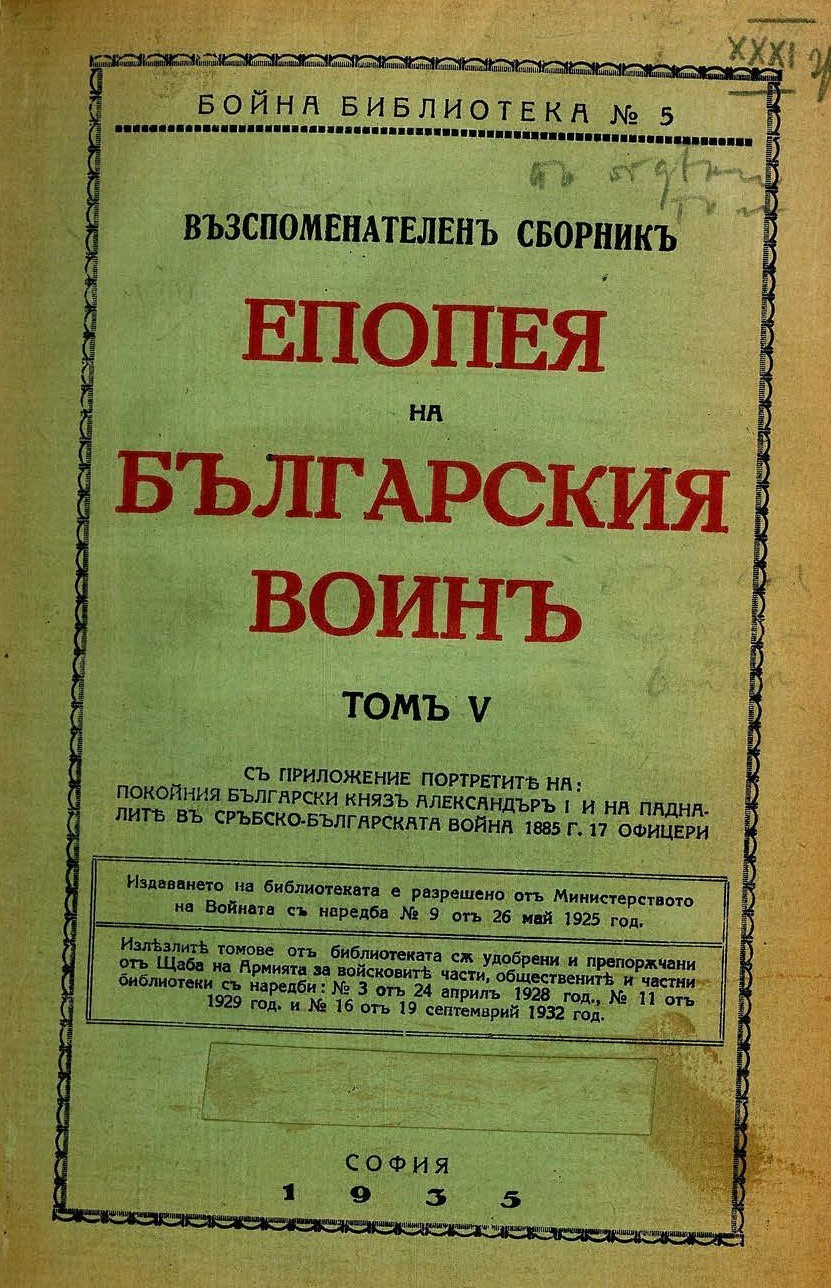 XXXI
БОЙНА БИБЛИОТЕКА № 5
ВЪЗСПОМЕНАТЕЛЕНЪ СБОРНИКЪ
ЕПОПЕЯ
НА
БЪЛГАРСКИЯ
ВОИНЪ
ТОМЪ V
СЪ ПРИЛОЖЕНИЕ ПОРТРЕТИТѢ НА:
ПОКОЙНИЯ БЪЛГАРСКИ КНЯЗЪ АЛЕКСАНДЪРЪ I И НА ПАДНА-
ЛИТѢ ВЪ СРЪБСКО-БЪЛГАРСКАТА ВОЙНА 1885 Г. 17 ОФИЦЕРИ
Издаването на библиотеката е разрешено отъ Министерството
на Войната съ наредба № 9 отъ 26 май 1925 год.
Излѣзлитѣ томове отъ библиотеката сѫ удобрени и препорѫчани
отъ Щаба на Армията за войсковитѣ части, общественитѣ и частни
библиотеки съ наредби: № 3 отъ 24 априлъ 1928 год., № 11 отъ
1929 год. и № 16 отъ 19 септемврий 1932 год.
СОФИЯ
1935